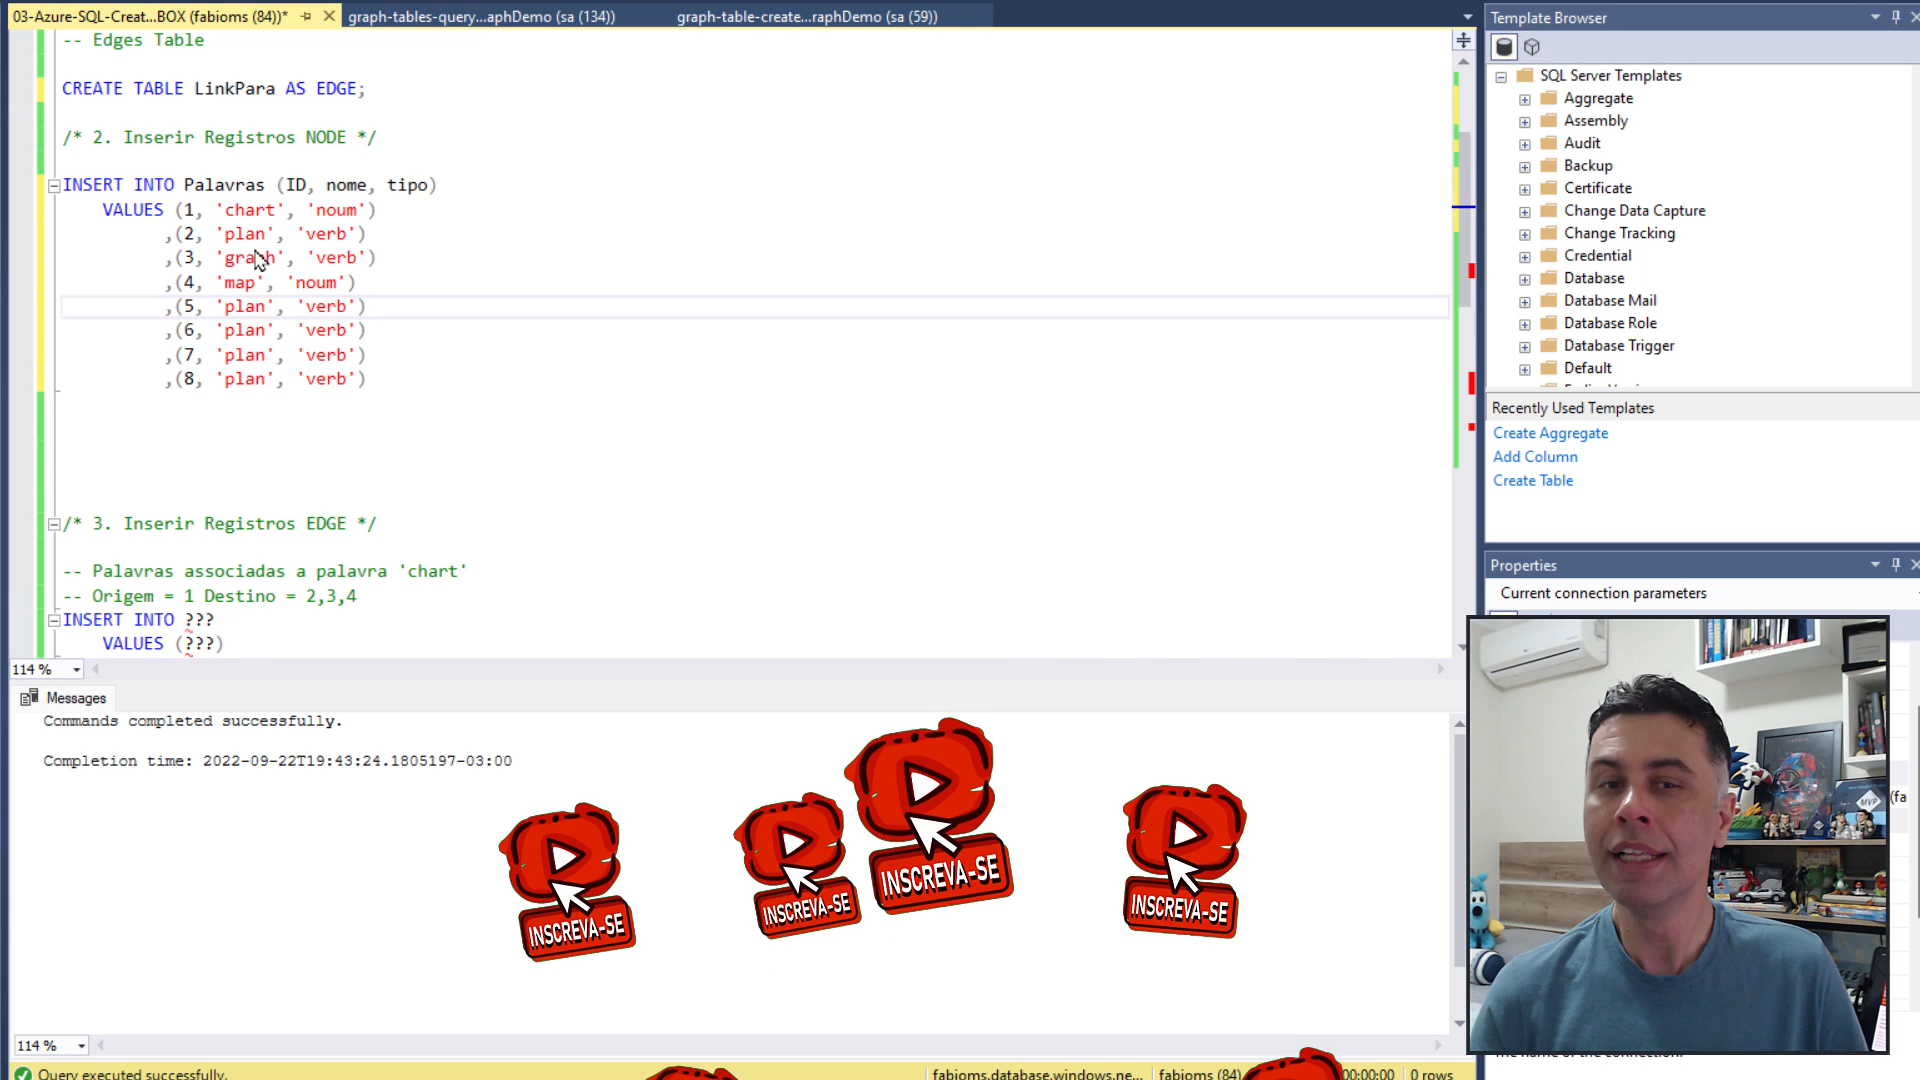 03-Azure-SQL-Creat...BOX (fabioms (84))*
graph-tables-query...aphDemo (sa (134))
graph-table-create...raphDemo (sa (59))
-- Edges Table
CREATE TABLE LinkPara AS EDGE;
/* 2. Inserir Registros NODE */
INSERT INTO Palavras (ID, nome, tipo)
VALUES (1, 'chart', 'noum')
,(2, 'plan', 'verb')
,(3, 'graph', 'verb')
,(4, 'map', 'noum')
,(5, 'plan', 'verb')
,(6, 'plan', 'verb')
,(7, 'plan', 'verb')
,(8, 'plan', 'verb')
/* 3. Inserir Registros EDGE */
-- Palavras associadas a palavra 'chart'
-- Origem = 1 Destino = 2,3,4
INSERT INTO ???
VALUES (???)
114 %
Messages
Commands completed successfully.
Completion time: 2022-09-22T19:43:24.1805197-03:00
INSCREVA-SE
INSCREVA-SE
INSCREVA-SE
INSCREVA-SE
114 %
Query executed successfully.
fabioms.database.windows.ne...
fabioms (84)
00:00:00
0 rows
Template Browser
SQL Server Templates
Aggregate
Assembly
Audit
Backup
Certificate
Change Data Capture
Change Tracking
Credential
Database
Database Mail
Database Role
Database Trigger
Default
Recently Used Templates
Create Aggregate
Add Column
Create Table
Properties
Current connection parameters
(fa
MVP